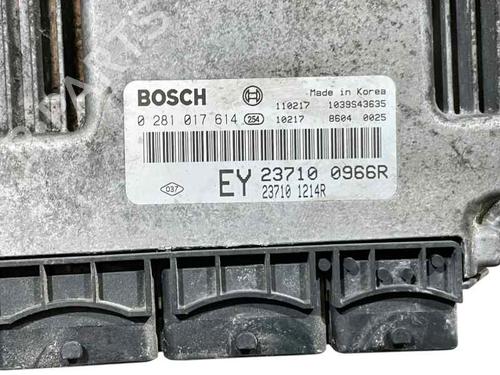 BOSCH Made in Korea
110217 1039S43635
0 281 017 614 254 10217 8604 0025
037 EY 23710 0966R
23710 1214R